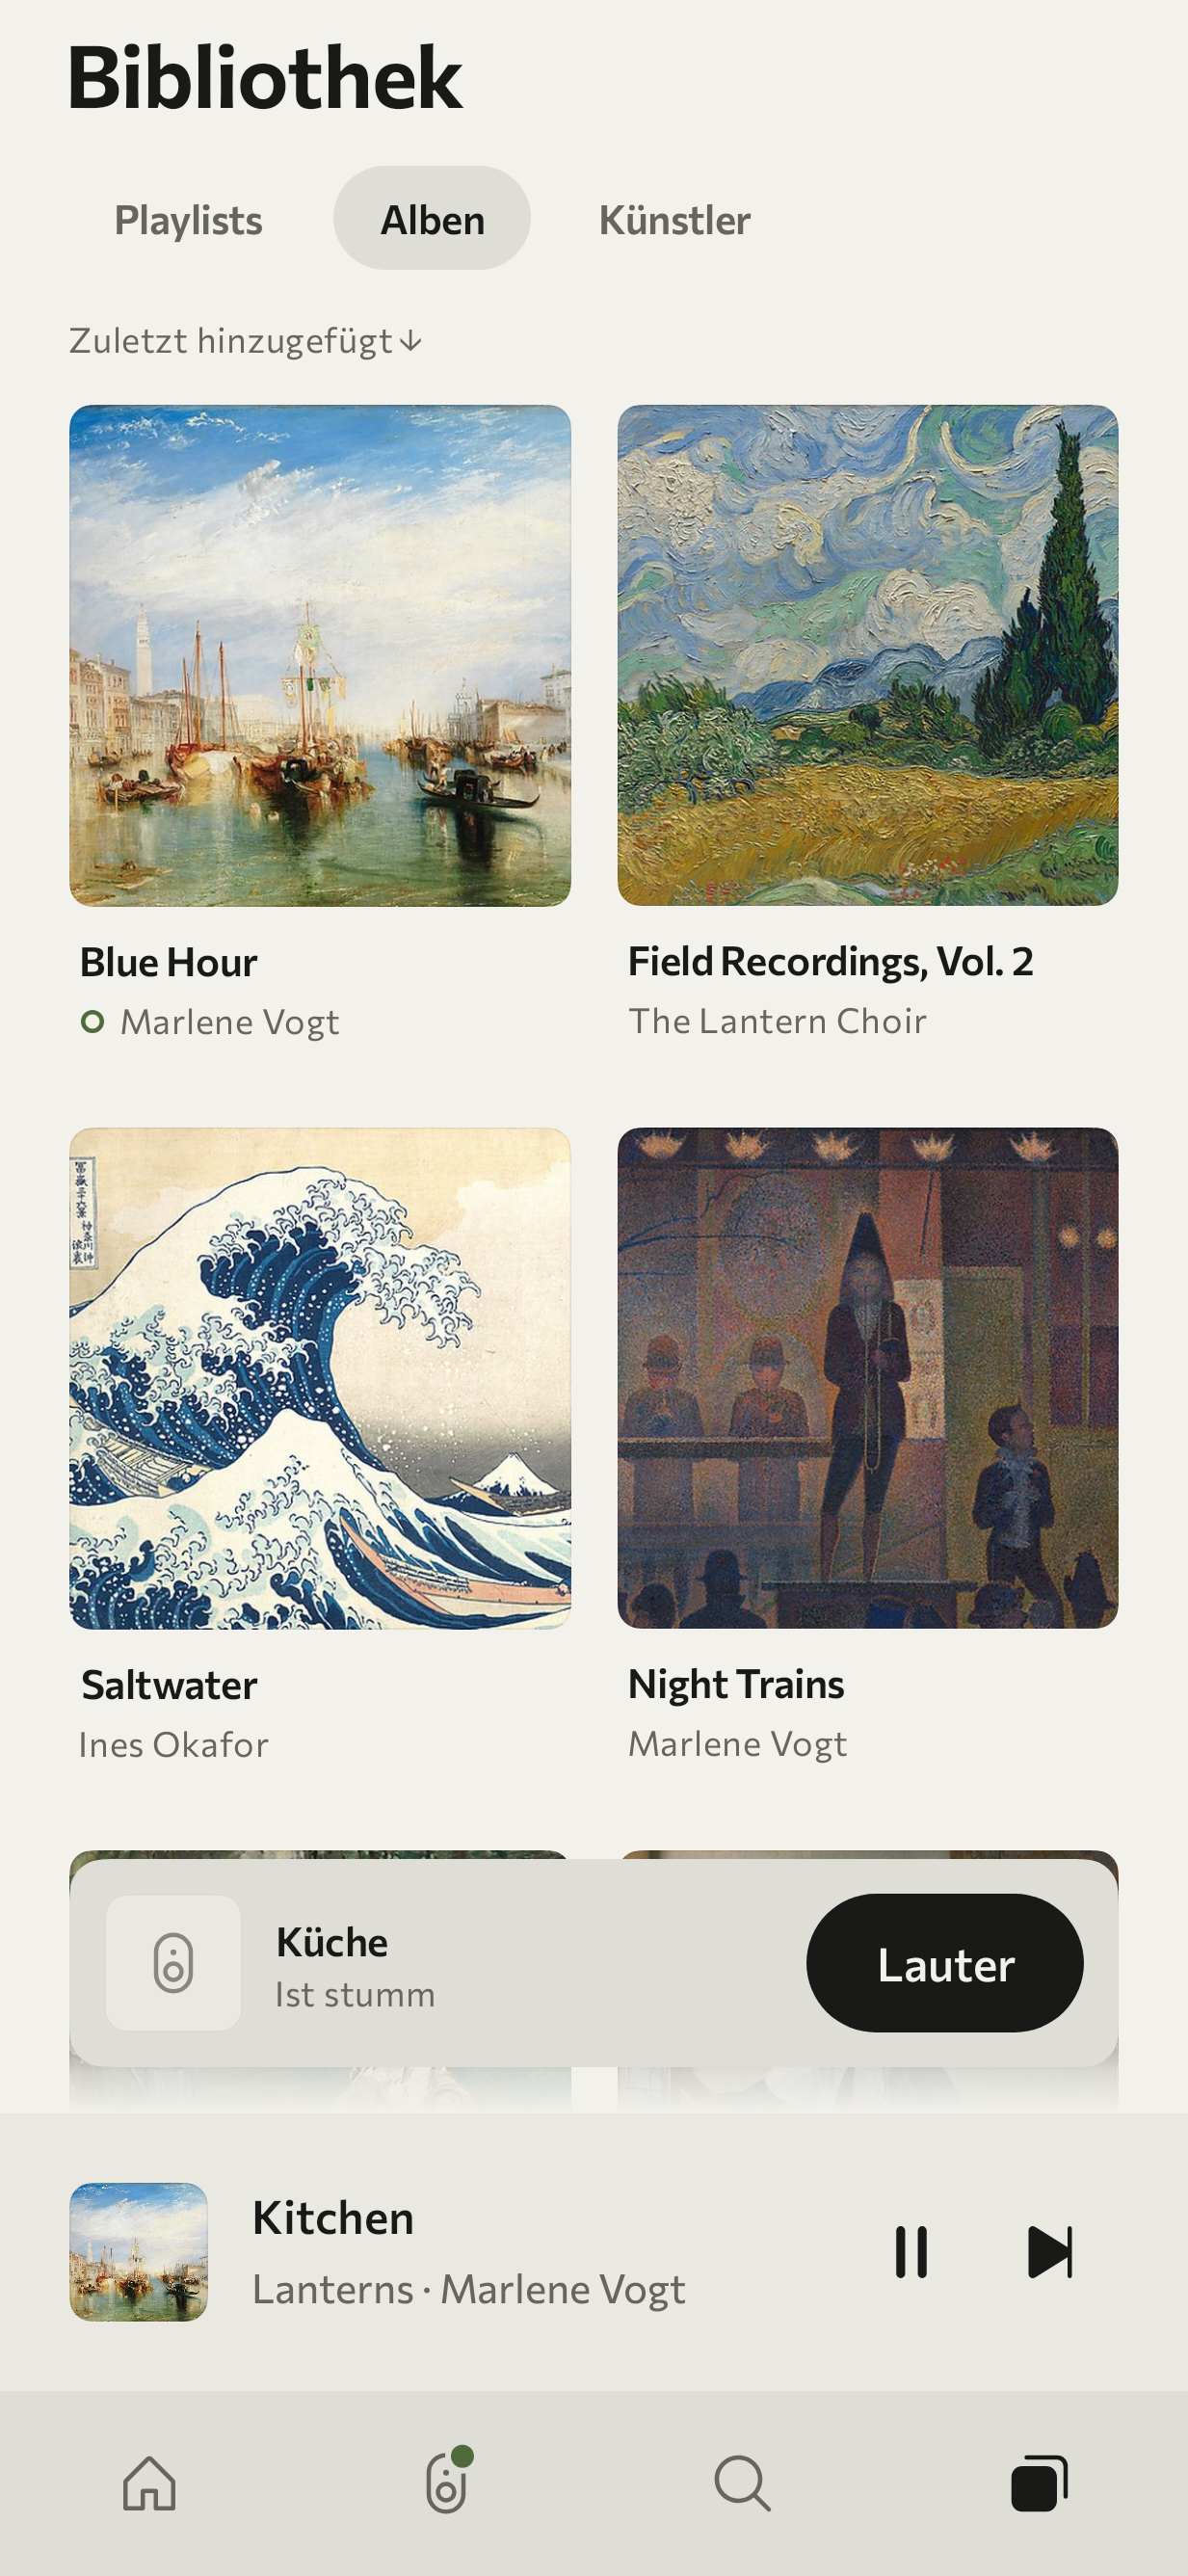 Bibliothek
Playlists
Alben
Künstler
Zuletzt hinzugefügt ↓
Blue Hour
Marlene Vogt
Field Recordings, Vol. 2
The Lantern Choir
Saltwater
Ines Okafor
Night Trains
Marlene Vogt
Küche
Ist stumm
Lauter
Kitchen
Lanterns · Marlene Vogt